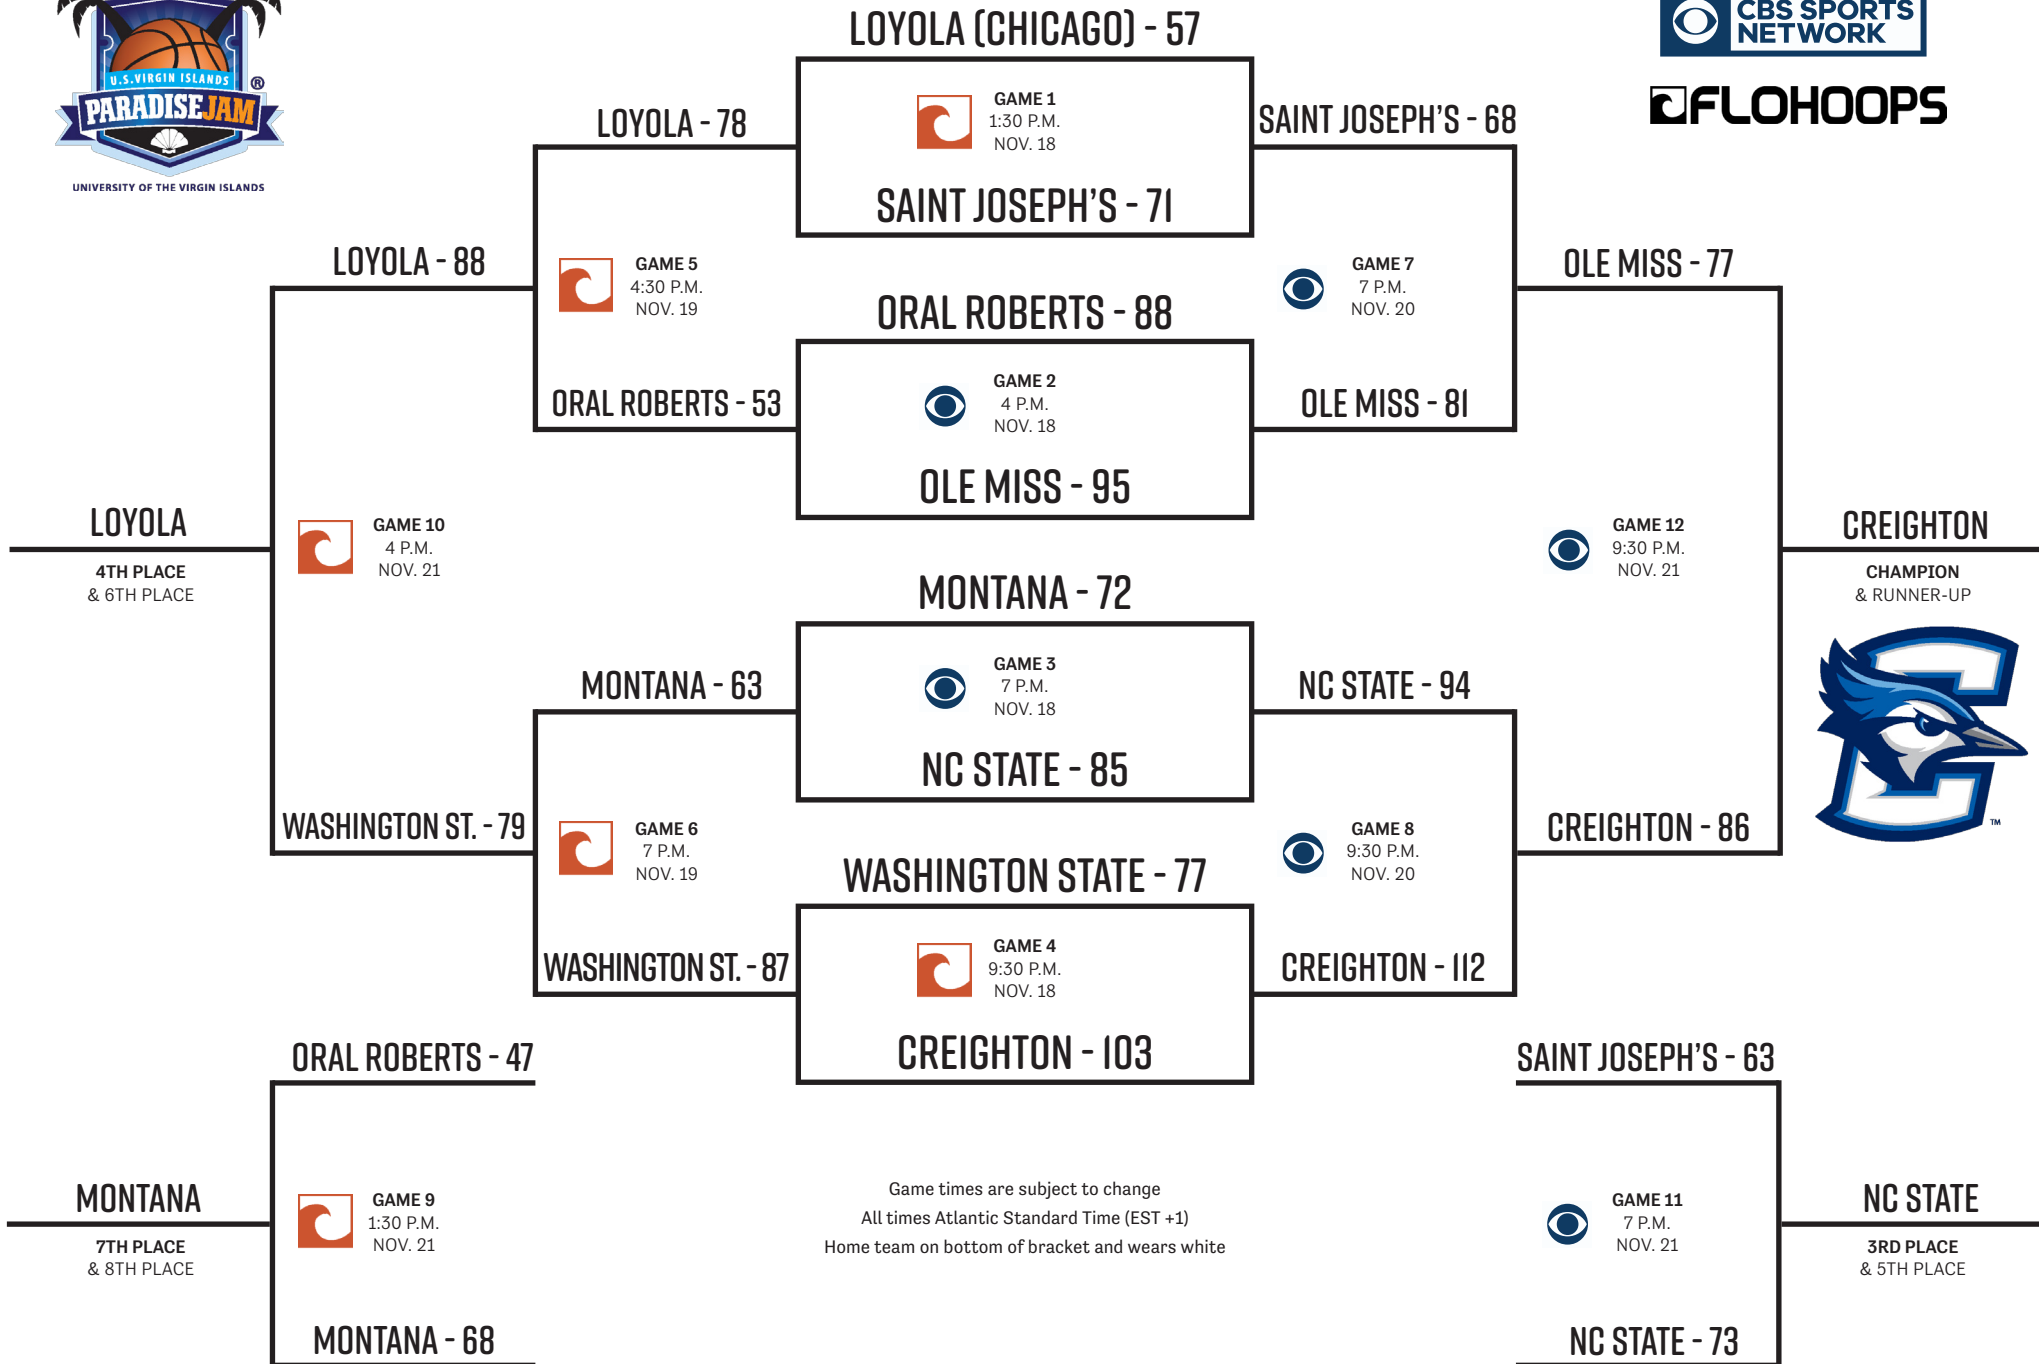 U.S. VIRGIN ISLANDS
PARADISE JAM
®
UNIVERSITY OF THE VIRGIN ISLANDS
CBS SPORTS
NETWORK
FLOHOOPS
LOYOLA (CHICAGO) - 57
GAME 1
1:30 P.M.
NOV. 18
SAINT JOSEPH'S - 71
ORAL ROBERTS - 88
GAME 2
4 P.M.
NOV. 18
OLE MISS - 95
MONTANA - 72
GAME 3
7 P.M.
NOV. 18
NC STATE - 85
WASHINGTON STATE - 77
GAME 4
9:30 P.M.
NOV. 18
CREIGHTON - 103
LOYOLA - 78
GAME 5
4:30 P.M.
NOV. 19
ORAL ROBERTS - 53
MONTANA - 63
GAME 6
7 P.M.
NOV. 19
WASHINGTON ST. - 87
SAINT JOSEPH'S - 68
GAME 7
7 P.M.
NOV. 20
OLE MISS - 81
NC STATE - 94
GAME 8
9:30 P.M.
NOV. 20
CREIGHTON - 112
LOYOLA - 88
GAME 10
4 P.M.
NOV. 21
WASHINGTON ST. - 79
LOYOLA
4TH PLACE
& 6TH PLACE
OLE MISS - 77
GAME 12
9:30 P.M.
NOV. 21
CREIGHTON - 86
CREIGHTON
CHAMPION
& RUNNER-UP
TM
ORAL ROBERTS - 47
GAME 9
1:30 P.M.
NOV. 21
MONTANA - 68
MONTANA
7TH PLACE
& 8TH PLACE
Game times are subject to change
All times Atlantic Standard Time (EST +1)
Home team on bottom of bracket and wears white
SAINT JOSEPH'S - 63
GAME 11
7 P.M.
NOV. 21
NC STATE - 73
NC STATE
3RD PLACE
& 5TH PLACE